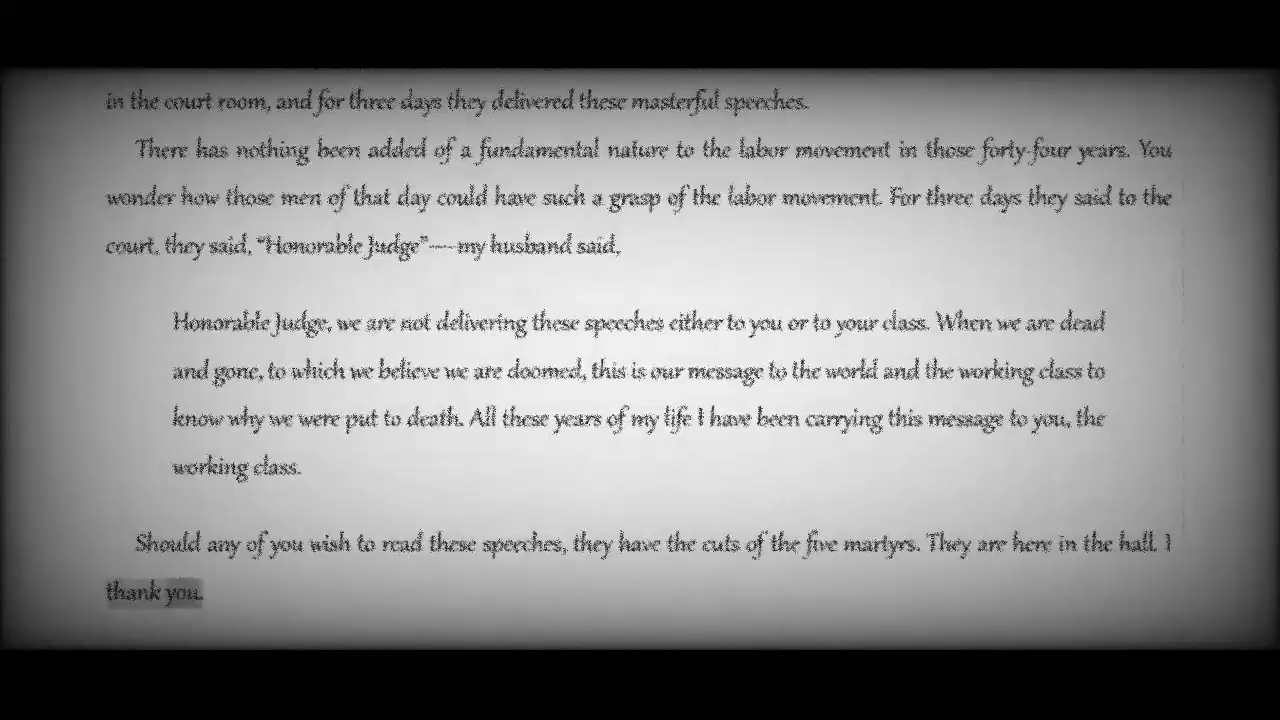 in the court room, and for three days they delivered these masterful speeches.
There has nothing been added of a fundamental nature to the labor movement in those forty-four years. You
wonder how those men of that day could have such a grasp of the labor movement. For three days they said to the
court, they said, “Honorable Judge”—my husband said,
Honorable Judge, we are not delivering these speeches either to you or to your class. When we are dead
and gone, to which we believe we are doomed, this is our message to the world and the working class to
know why we were put to death. All these years of my life I have been carrying this message to you, the
working class.
Should any of you wish to read these speeches, they have the cuts of the five martyrs. They are here in the hall. I
thank you.